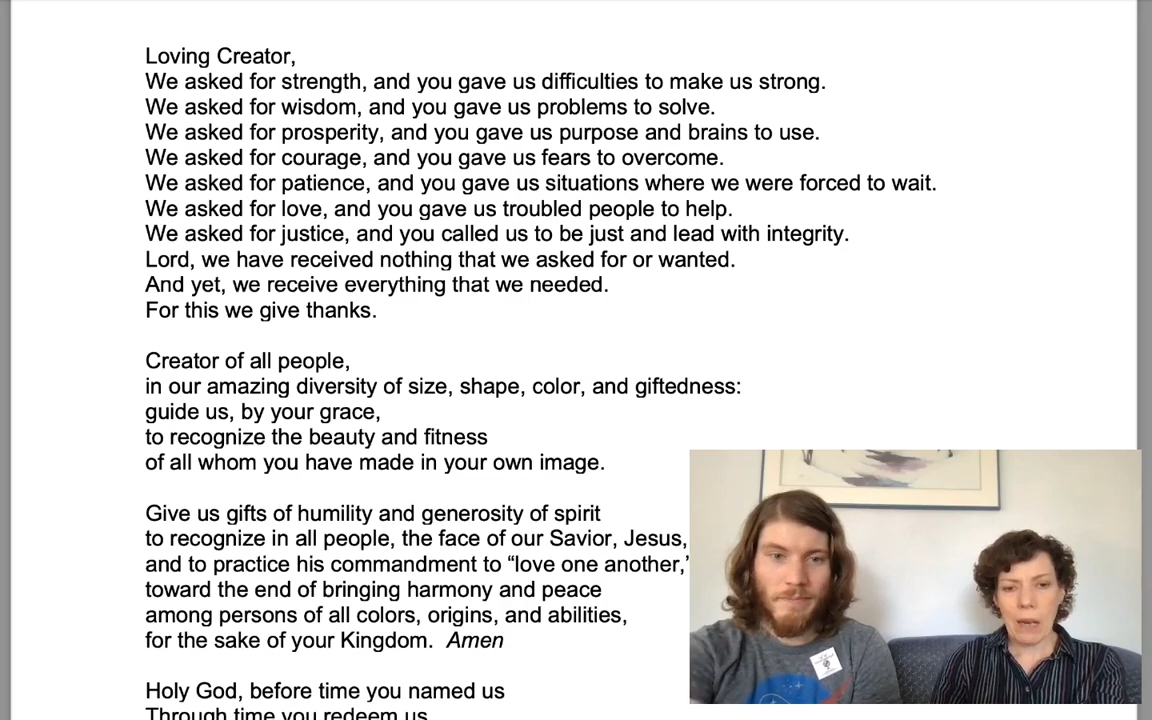 Loving Creator,
We asked for strength, and you gave us difficulties to make us strong.
We asked for wisdom, and you gave us problems to solve.
We asked for prosperity, and you gave us purpose and brains to use.
We asked for courage, and you gave us fears to overcome.
We asked for patience, and you gave us situations where we were forced to wait.
We asked for love, and you gave us troubled people to help.
We asked for justice, and you called us to be just and lead with integrity.
Lord, we have received nothing that we asked for or wanted.
And yet, we receive everything that we needed.
For this we give thanks.
Creator of all people,
in our amazing diversity of size, shape, color, and giftedness:
guide us, by your grace,
to recognize the beauty and fitness
of all whom you have made in your own image.
Give us gifts of humility and generosity of spirit
to recognize in all people, the face of our Savior, Jesus,
and to practice his commandment to “love one another,”
toward the end of bringing harmony and peace
among persons of all colors, origins, and abilities,
for the sake of your Kingdom. Amen
Holy God, before time you named us
Through time you redeem us